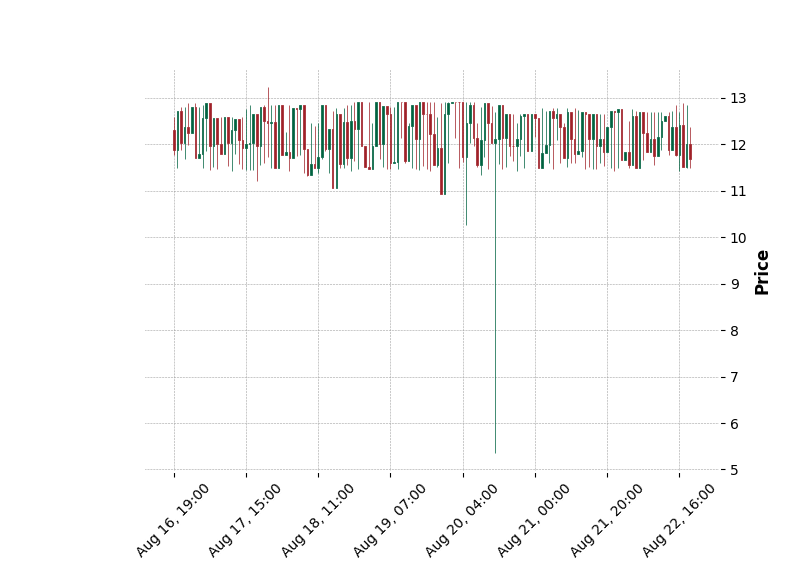 13
12
11
10
9
8
7
6
5
Price
Aug 16, 19:00
Aug 17, 15:00
Aug 18, 11:00
Aug 19, 07:00
Aug 20, 04:00
Aug 21, 00:00
Aug 21, 20:00
Aug 22, 16:00